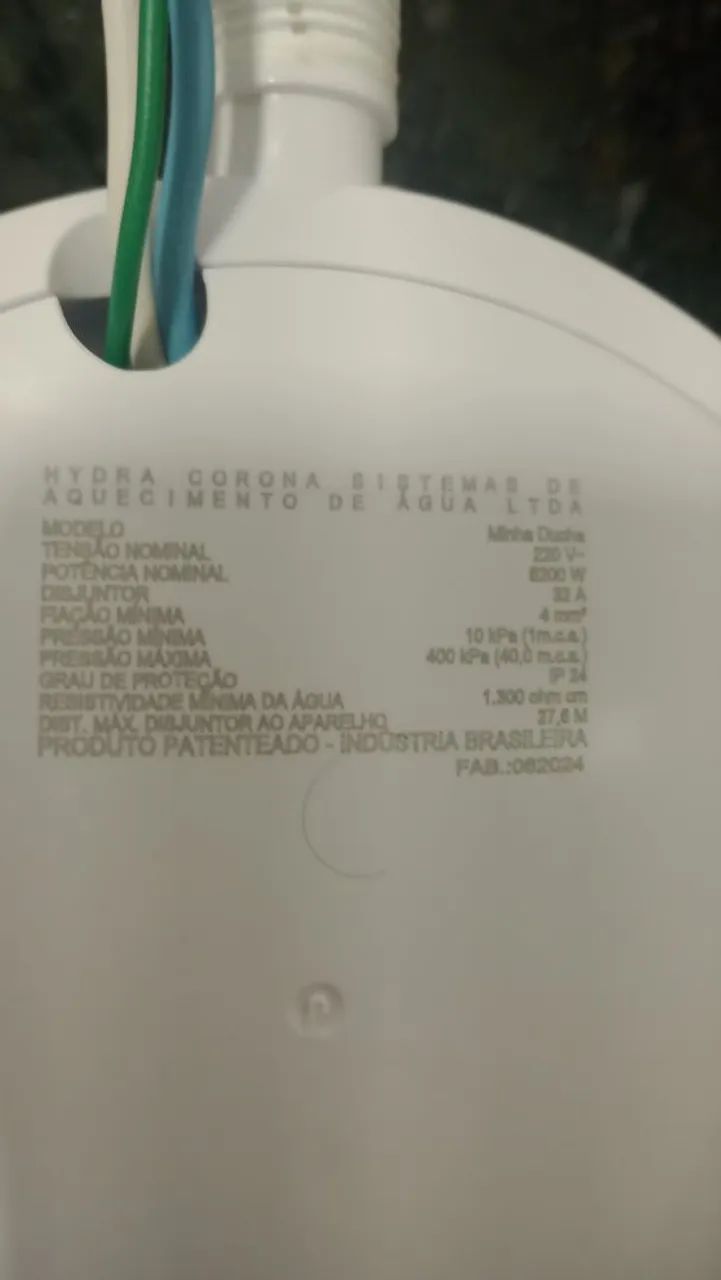 HYDRA CORONA SISTEMAS DE
AQUECIMENTO DE ÁGUA LTDA
MODELO Minha Ducha
TENSÃO NOMINAL 220 V~
POTÊNCIA NOMINAL 6200 W
DISJUNTOR 32 A
FIAÇÃO MÍNIMA 4 mm²
PRESSÃO MÍNIMA 10 kPa (1m.c.a.)
PRESSÃO MÁXIMA 400 kPa (40,0 m.c.a.)
GRAU DE PROTEÇÃO IP 24
RESISTIVIDADE MÍNIMA DA ÁGUA 1.300 ohm cm
DIST. MÁX. DISJUNTOR AO APARELHO 27,6 M
PRODUTO PATENTEADO - INDÚSTRIA BRASILEIRA
FAB.:062024